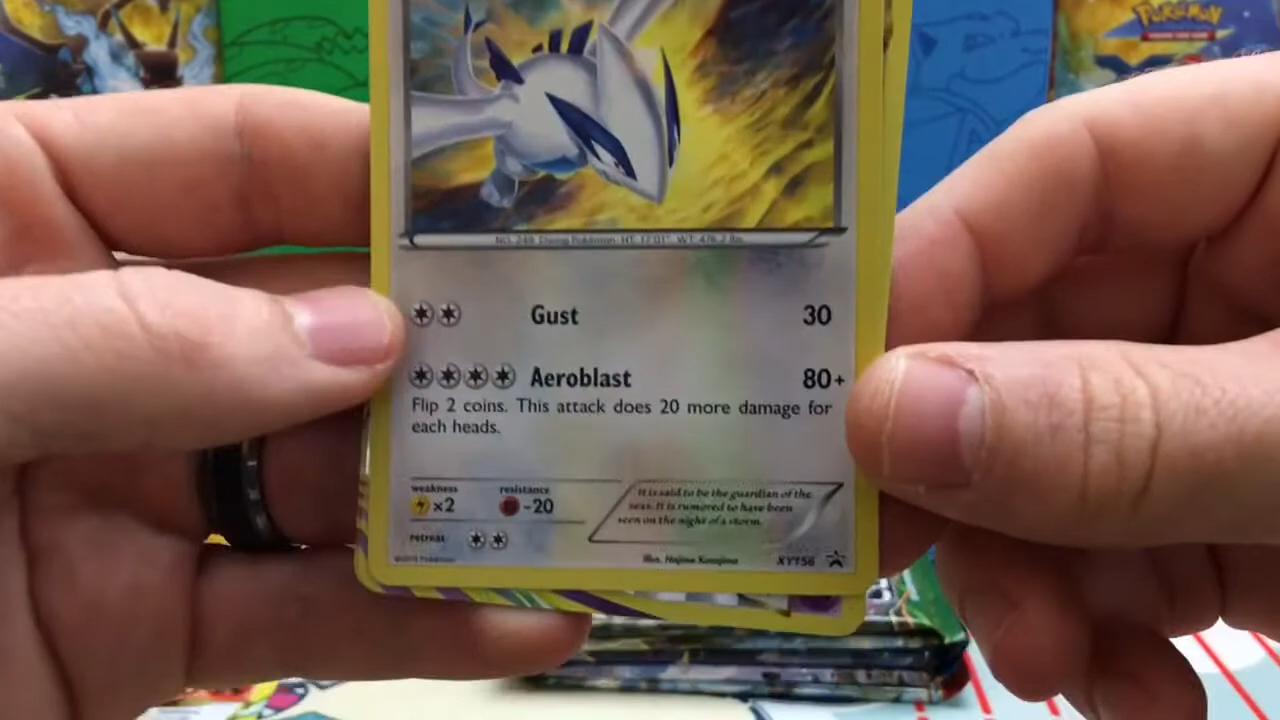 Pokémon
NO. 249 Diving Pokémon HT: 17'01" WT: 476.2 lbs.
Gust 30
Aeroblast 80+
Flip 2 coins. This attack does 20 more damage for
each heads.
weakness resistance
×2 -20
It is said to be the guardian of the
seas. It is rumored to have been
seen on the night of a storm.
retreat
Illus. Hajime Kusajima XY156